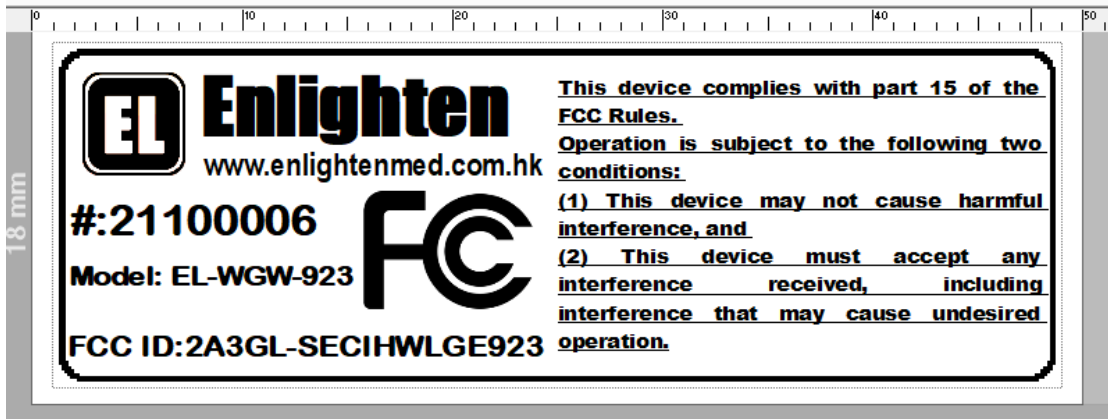 0 10 20 30 40 50
18 mm
EL
Enlighten
www.enlightenmed.com.hk
#:21100006
Model: EL-WGW-923
FC
FCC ID:2A3GL-SECIHWLGE923
This device complies with part 15 of the
FCC Rules.
Operation is subject to the following two
conditions:
(1) This device may not cause harmful
interference, and
(2) This device must accept any
interference received, including
interference that may cause undesired
operation.